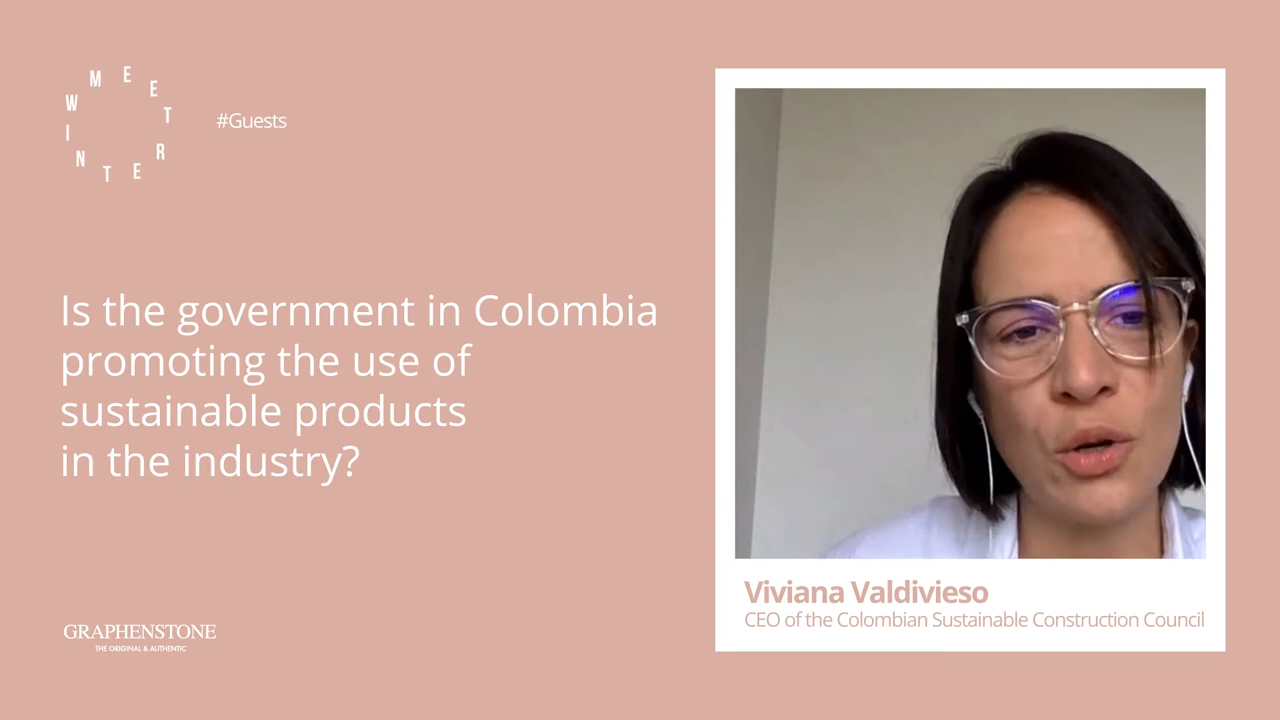 MEET
WINTER
#Guests
Is the government in Colombia
promoting the use of
sustainable products
in the industry?
Viviana Valdivieso
CEO of the Colombian Sustainable Construction Council
GRAPHENSTONE
THE ORIGINAL & AUTHENTIC